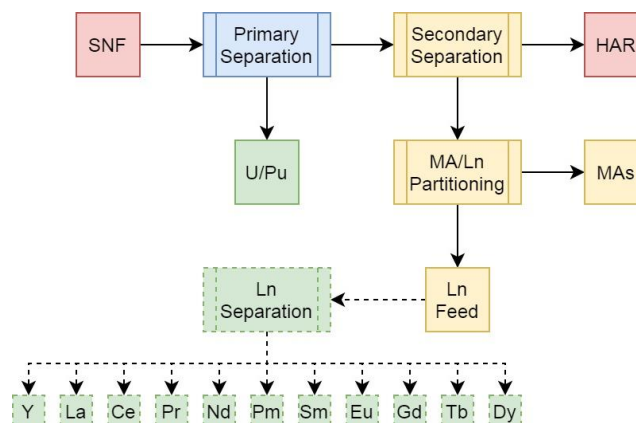 SNF
Primary
Separation
Secondary
Separation
HAR
U/Pu
MA/Ln
Partitioning
MAs
Ln
Separation
Ln
Feed
Y
La
Ce
Pr
Nd
Pm
Sm
Eu
Gd
Tb
Dy